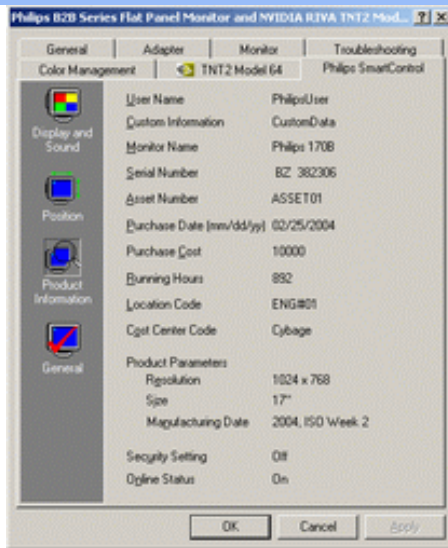 Philips B2B Series Flat Panel Monitor and NVIDIA RIVA TNT2 Mod...
General Adapter Monitor Troubleshooting
Color Management TNT2 Model 64 Philips SmartControl
Display and
Sound
Position
Product
Information
General
User Name PhilipsUser
Custom Information CustomData
Monitor Name Philips 170B
Serial Number BZ 382306
Asset Number ASSET01
Purchase Date (mm/dd/yy) 02/25/2004
Purchase Cost 10000
Running Hours 892
Location Code ENG#01
Cost Center Code Cybage
Product Parameters
Resolution 1024 x 768
Size 17"
Manufacturing Date 2004, ISO Week 2
Security Setting Off
Online Status On
OK Cancel Apply